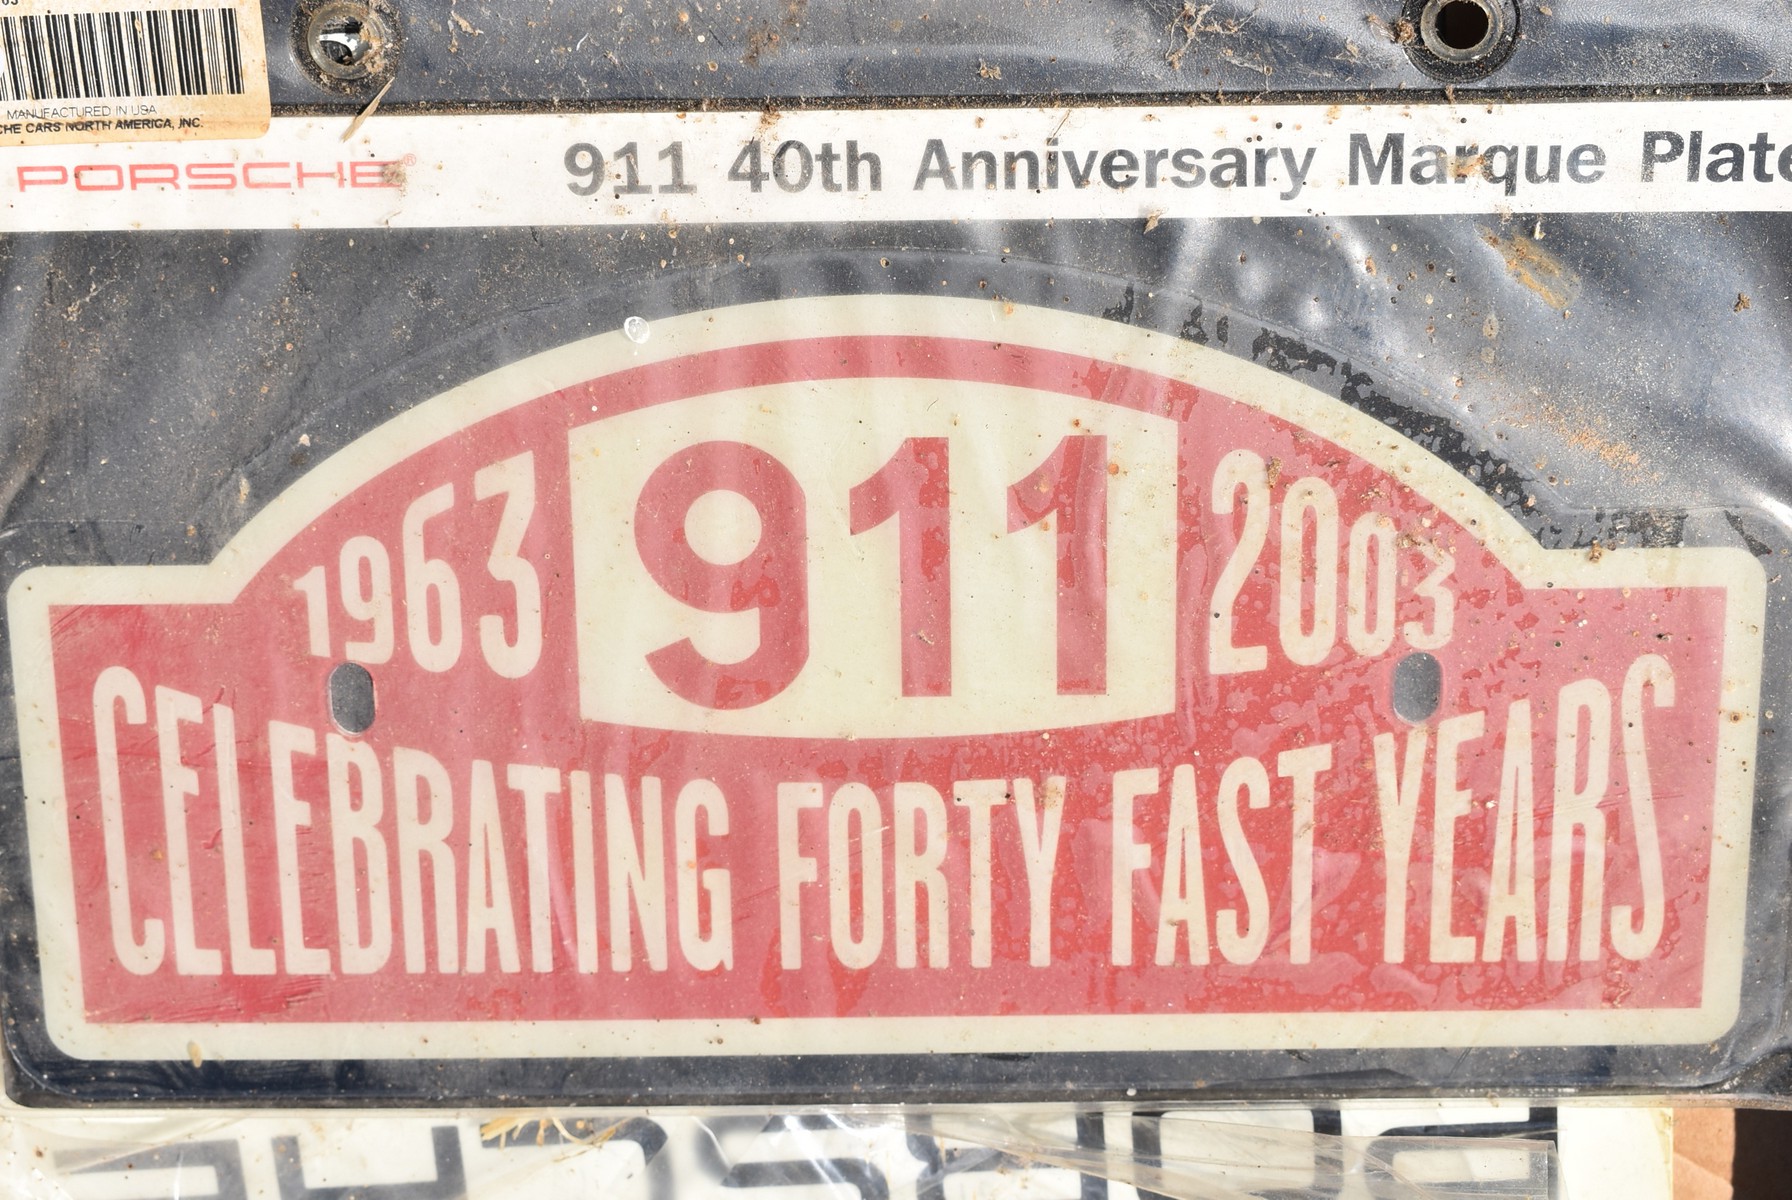 MANUFACTURED IN USA
CARS NORTH AMERICA, INC.
PORSCHE® 911 40th Anniversary Marque Plate
1963 911 2003
CELEBRATING FORTY FAST YEARS